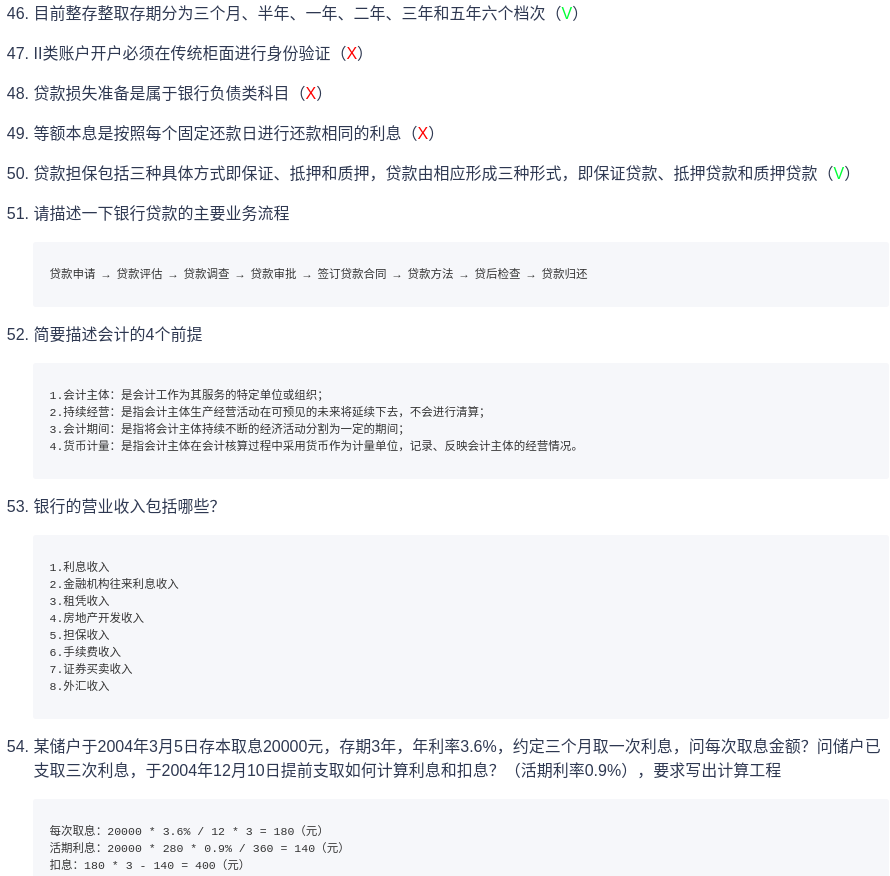 46. 目前整存整取存期分为三个月、半年、一年、二年、三年和五年六个档次（V）
47. II类账户开户必须在传统柜面进行身份验证（X）
48. 贷款损失准备是属于银行负债类科目（X）
49. 等额本息是按照每个固定还款日进行还款相同的利息（X）
50. 贷款担保包括三种具体方式即保证、抵押和质押，贷款由相应形成三种形式，即保证贷款、抵押贷款和质押贷款（V）
51. 请描述一下银行贷款的主要业务流程
贷款申请 → 贷款评估 → 贷款调查 → 贷款审批 → 签订贷款合同 → 贷款方法 → 贷后检查 → 贷款归还
52. 简要描述会计的4个前提
1.会计主体：是会计工作为其服务的特定单位或组织；
2.持续经营：是指会计主体生产经营活动在可预见的未来将延续下去，不会进行清算；
3.会计期间：是指将会计主体持续不断的经济活动分割为一定的期间；
4.货币计量：是指会计主体在会计核算过程中采用货币作为计量单位，记录、反映会计主体的经营情况。
53. 银行的营业收入包括哪些？
1.利息收入
2.金融机构往来利息收入
3.租凭收入
4.房地产开发收入
5.担保收入
6.手续费收入
7.证券买卖收入
8.外汇收入
54. 某储户于2004年3月5日存本取息20000元，存期3年，年利率3.6%，约定三个月取一次利息，问每次取息金额？问储户已
支取三次利息，于2004年12月10日提前支取如何计算利息和扣息？（活期利率0.9%），要求写出计算工程
每次取息：20000 * 3.6% / 12 * 3 = 180（元）
活期利息：20000 * 280 * 0.9% / 360 = 140（元）
扣息：180 * 3 - 140 = 400（元）